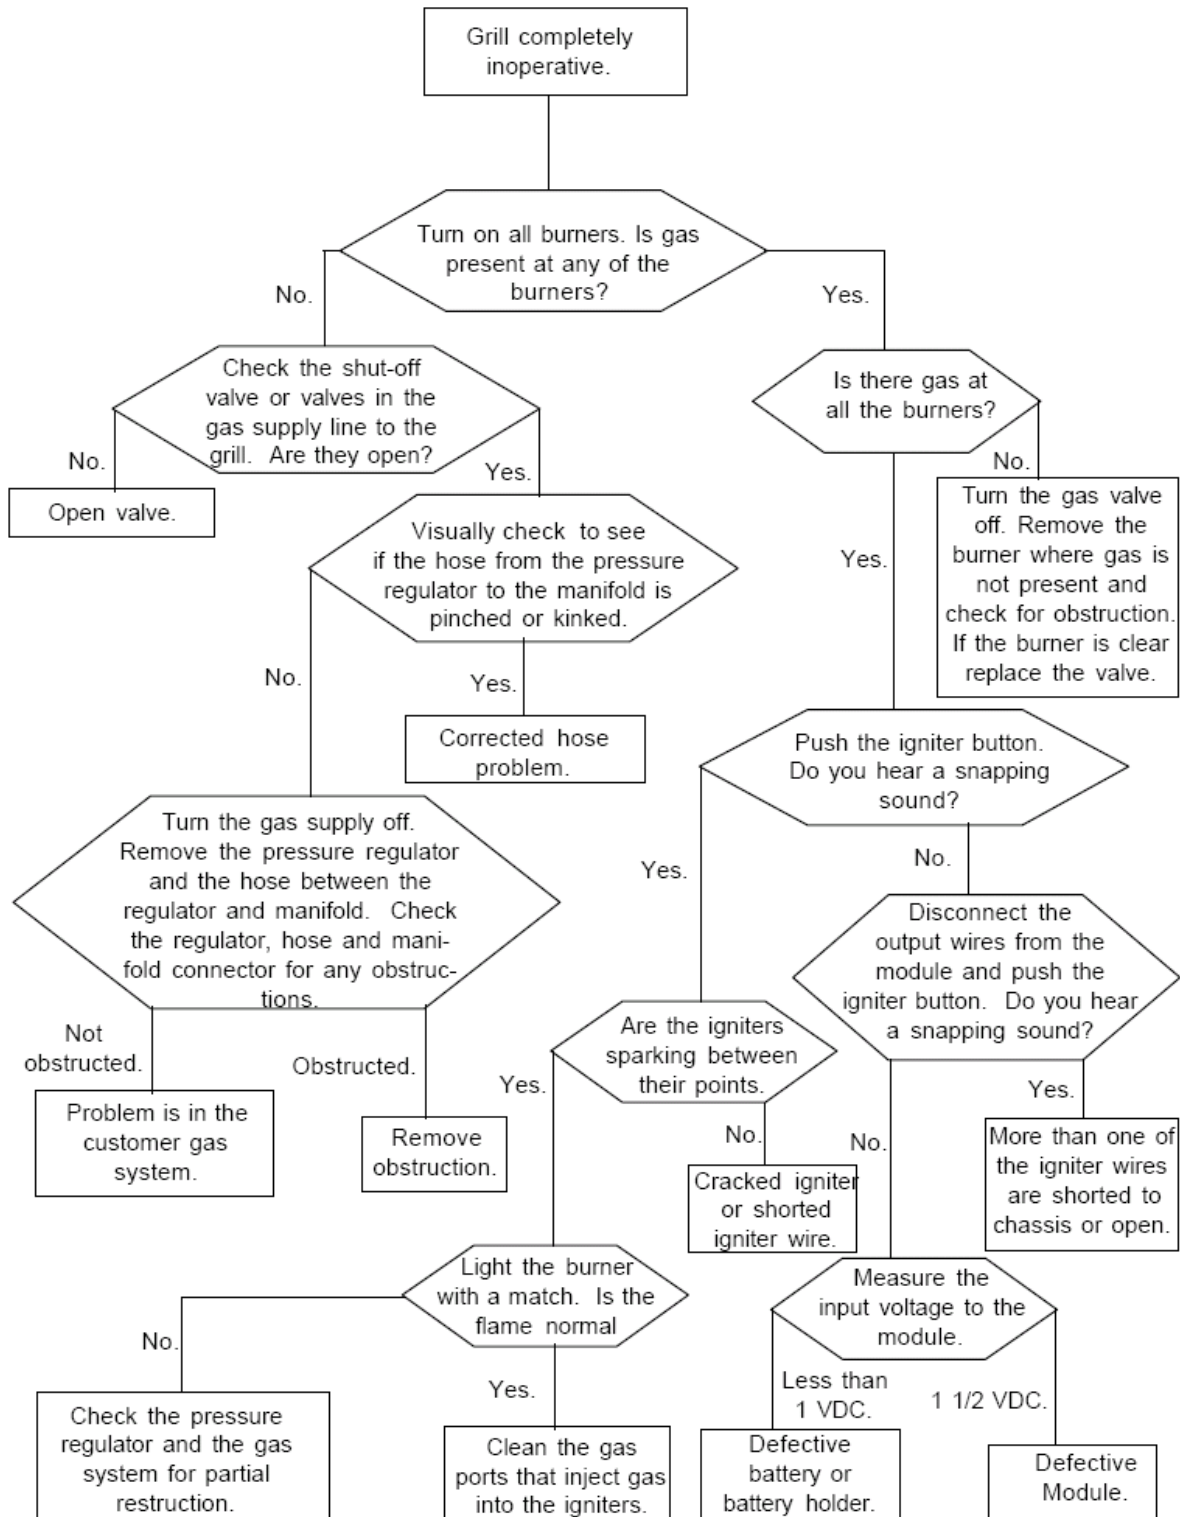 Grill completely
inoperative.
Turn on all burners. Is gas
present at any of the
burners?
No.
Yes.
Check the shut-off
valve or valves in the
gas supply line to the
grill. Are they open?
Is there gas at
all the burners?
No.
Yes.
No.
Open valve.
Visually check to see
if the hose from the pressure
regulator to the manifold is
pinched or kinked.
Yes.
Turn the gas valve
off. Remove the
burner where gas is
not present and
check for obstruction.
If the burner is clear
replace the valve.
No.
Yes.
Corrected hose
problem.
Push the igniter button.
Do you hear a snapping
sound?
Turn the gas supply off.
Remove the pressure regulator
and the hose between the
regulator and manifold. Check
the regulator, hose and mani-
fold connector for any obstruc-
tions.
Yes.
No.
Disconnect the
output wires from the
module and push the
igniter button. Do you hear
a snapping sound?
Not
obstructed.
Obstructed.
Are the igniters
sparking between
their points.
Problem is in the
customer gas
system.
Remove
obstruction.
Yes.
No.
No.
Yes.
Cracked igniter
or shorted
igniter wire.
More than one of
the igniter wires
are shorted to
chassis or open.
Light the burner
with a match. Is the
flame normal
Measure the
input voltage to the
module.
No.
Yes.
Less than
1 VDC.
1 1/2 VDC.
Check the pressure
regulator and the gas
system for partial
restruction.
Clean the gas
ports that inject gas
into the igniters.
Defective
battery or
battery holder.
Defective
Module.